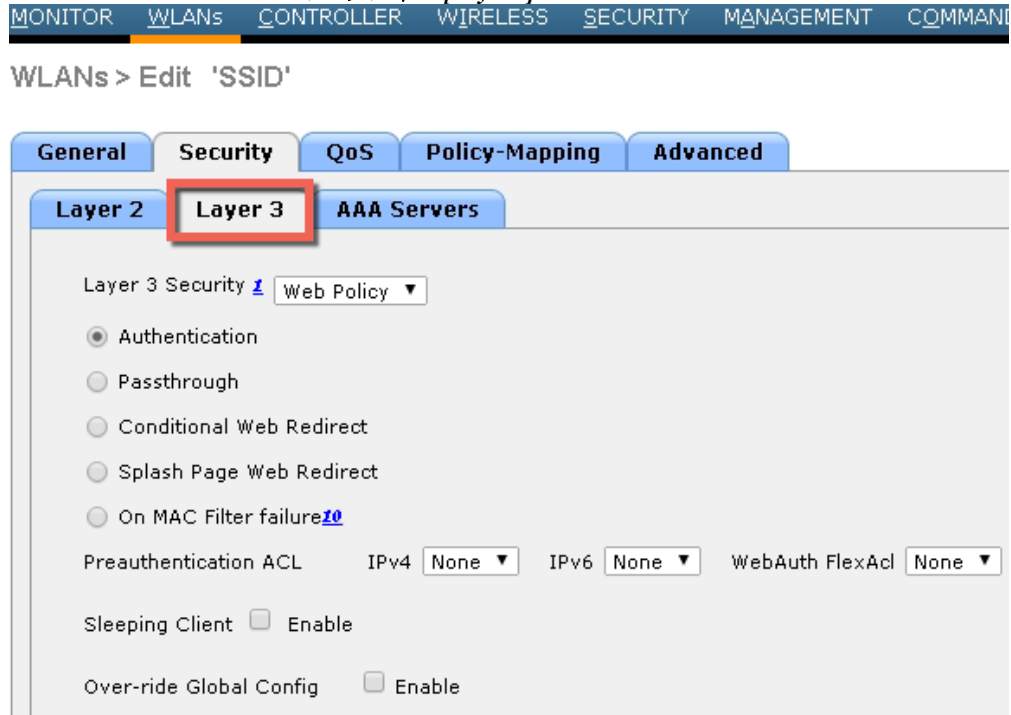 MONITOR WLANs CONTROLLER WIRELESS SECURITY MANAGEMENT COMMAND
WLANs > Edit 'SSID'
General Security QoS Policy-Mapping Advanced
Layer 2 Layer 3 AAA Servers
Layer 3 Security 1 Web Policy
Authentication
Passthrough
Conditional Web Redirect
Splash Page Web Redirect
On MAC Filter failure10
Preauthentication ACL IPv4 None IPv6 None WebAuth FlexAcl None
Sleeping Client Enable
Over-ride Global Config Enable